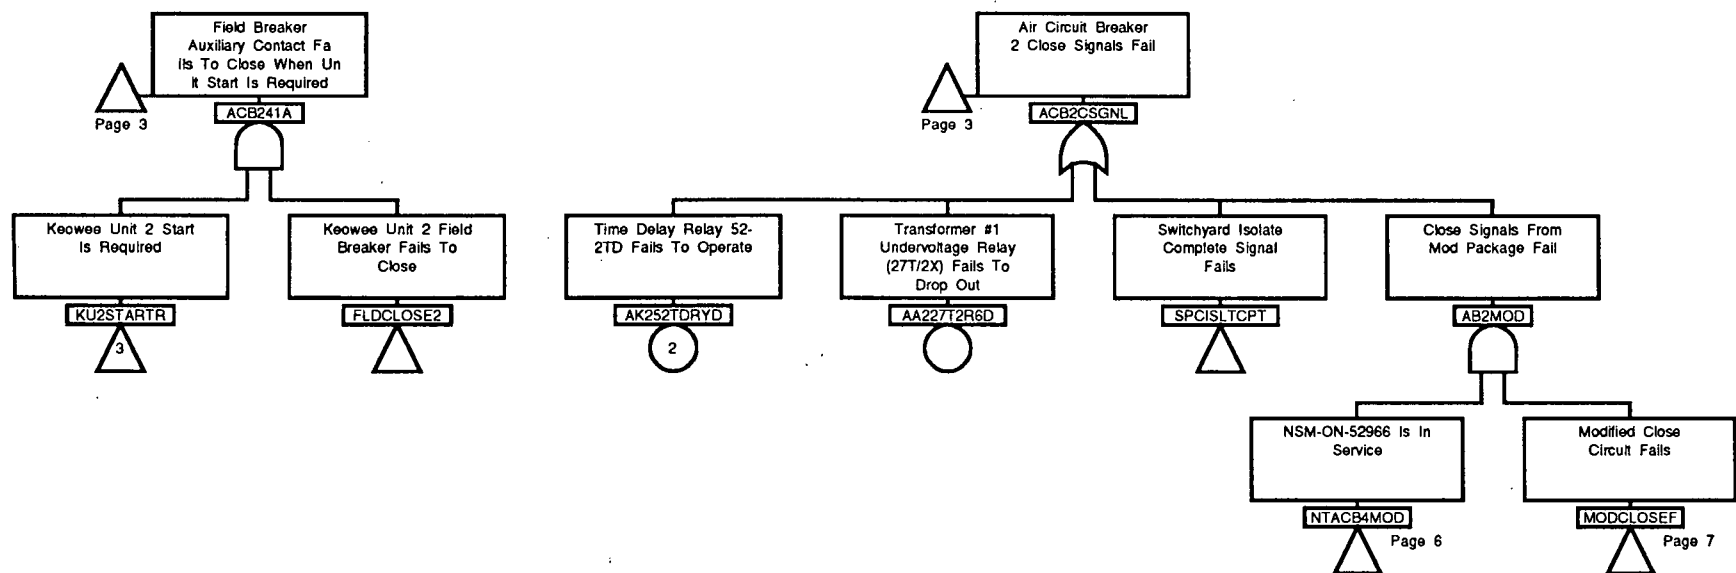 Field Breaker
Auxiliary Contact Fa
ils To Close When Un
it Start Is Required
Page 3
ACB241A
Keowee Unit 2 Start
Is Required
KU2STARTR
3
Keowee Unit 2 Field
Breaker Fails To
Close
FLDCLOSE2
Air Circuit Breaker
2 Close Signals Fail
Page 3
ACB2CSGNL
Time Delay Relay 52-
2TD Fails To Operate
AK252TDRYD
2
Transformer #1
Undervoltage Relay
(27T/2X) Fails To
Drop Out
AA227T2R6D
Switchyard Isolate
Complete Signal
Fails
SPCISLTCPT
Close Signals From
Mod Package Fail
AB2MOD
NSM-ON-52966 Is In
Service
NTACB4MOD
Page 6
Modified Close
Circuit Fails
MODCLOSEF
Page 7